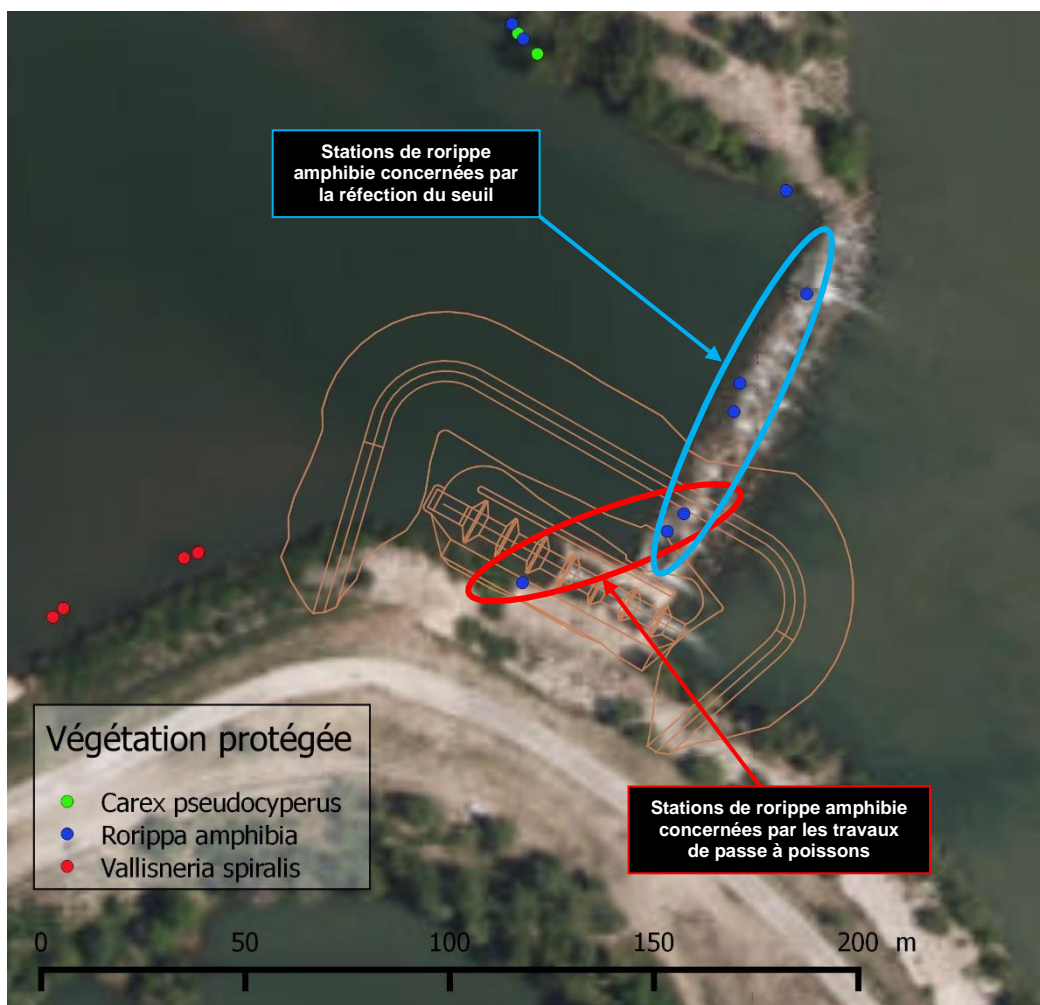 Stations de rorippe
amphibie concernées par
la réfection du seuil
Végétation protégée
Carex pseudocyperus
Rorippa amphibia
Vallisneria spiralis
Stations de rorippe amphibie
concernées par les travaux
de passe à poissons
0 50 100 150 200 m